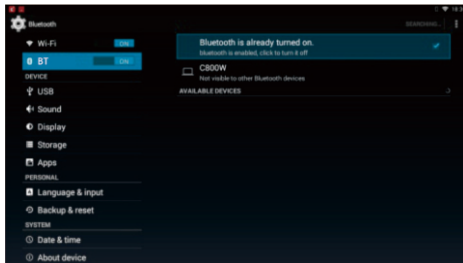 Bluetooth
SEARCHING...
Wi-Fi ON
BT ON
DEVICE
USB
Sound
Display
Storage
Apps
PERSONAL
Language & input
Backup & reset
SYSTEM
Date & time
About device
Bluetooth is already turned on.
bluetooth is enabled, click to turn it off
C800W
Not visible to other Bluetooth devices
AVAILABLE DEVICES